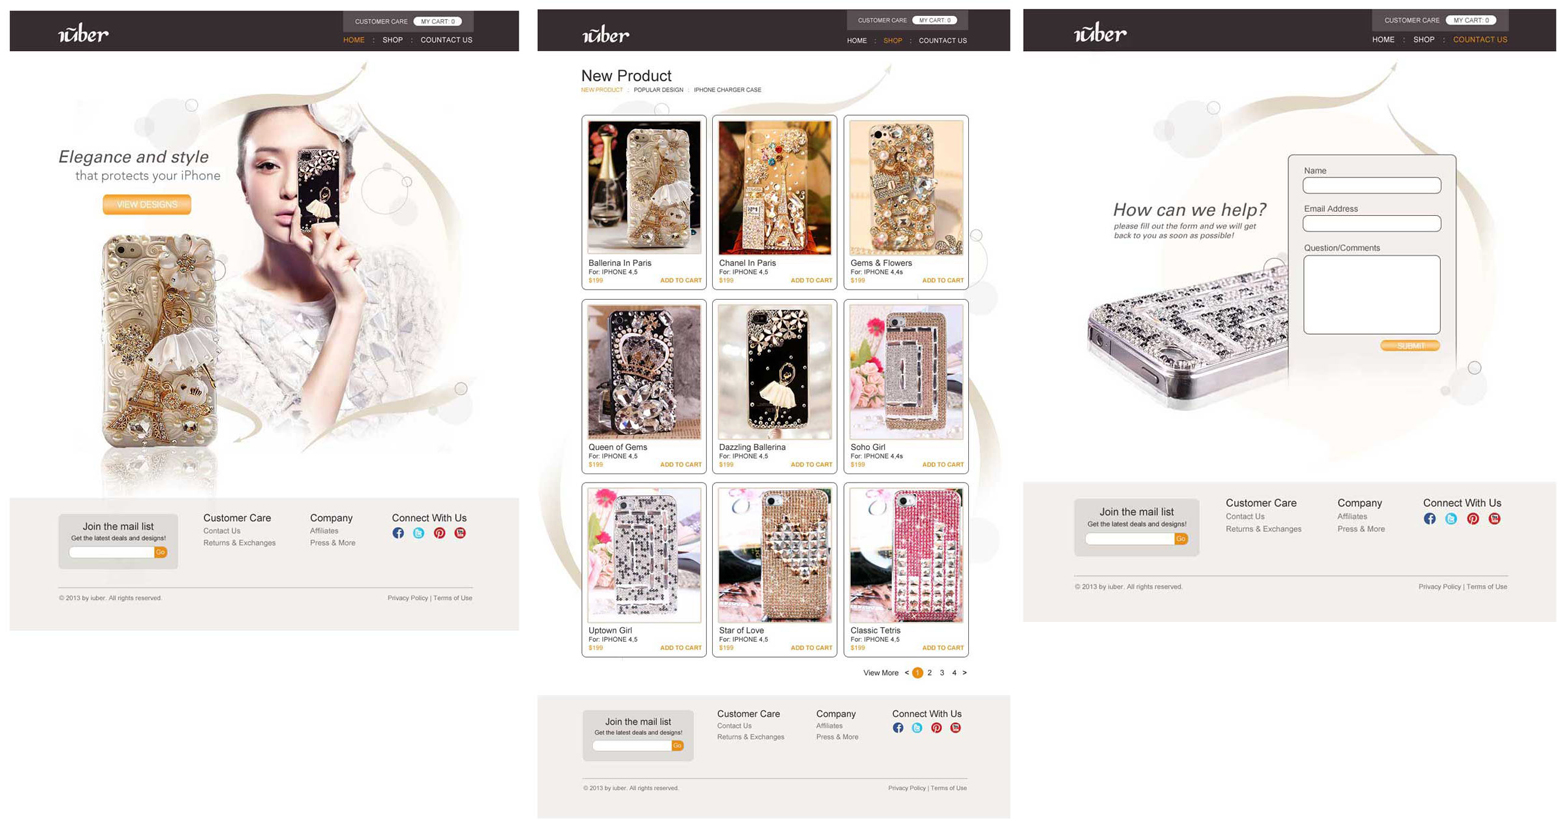 iuber
CUSTOMER CARE MY CART: 0
HOME : SHOP : COUNTACT US
Elegance and style
that protects your iPhone
VIEW DESIGNS
Join the mail list
Get the latest deals and designs!
Go
Customer Care
Contact Us
Returns & Exchanges
Company
Affiliates
Press & More
Connect With Us
© 2013 by iuber. All rights reserved.
Privacy Policy | Terms of Use
iuber
CUSTOMER CARE MY CART: 0
HOME : SHOP : COUNTACT US
New Product
NEW PRODUCT : POPULAR DESIGN : IPHONE CHARGER CASE
Ballerina In Paris
For: IPHONE 4,5
$199 ADD TO CART
Chanel In Paris
For: IPHONE 4,5
$199 ADD TO CART
Gems & Flowers
For: IPHONE 4,4s
$199 ADD TO CART
Queen of Gems
For: IPHONE 4,5
$199 ADD TO CART
Dazzling Ballerina
For: IPHONE 4,5
$199 ADD TO CART
Soho Girl
For: IPHONE 4,4s
$199 ADD TO CART
Uptown Girl
For: IPHONE 4,5
$199 ADD TO CART
Star of Love
For: IPHONE 4,5
$199 ADD TO CART
Classic Tetris
For: IPHONE 4,5
$199 ADD TO CART
View More < 1 2 3 4 >
Join the mail list
Get the latest deals and designs!
Go
Customer Care
Contact Us
Returns & Exchanges
Company
Affiliates
Press & More
Connect With Us
© 2013 by iuber. All rights reserved.
Privacy Policy | Terms of Use
iuber
CUSTOMER CARE MY CART: 0
HOME : SHOP : COUNTACT US
How can we help?
please fill out the form and we will get
back to you as soon as possible!
Name
Email Address
Question/Comments
SUBMIT
Join the mail list
Get the latest deals and designs!
Go
Customer Care
Contact Us
Returns & Exchanges
Company
Affiliates
Press & More
Connect With Us
© 2013 by iuber. All rights reserved.
Privacy Policy | Terms of Use